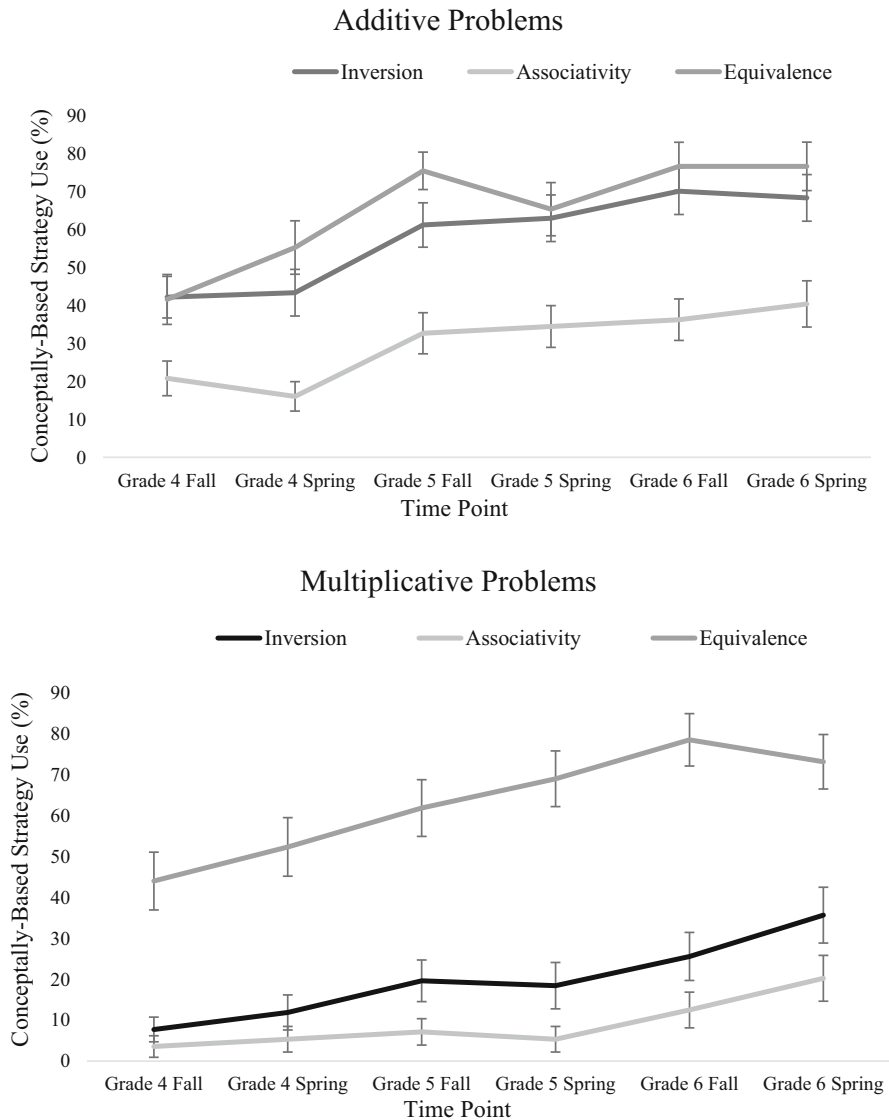 Additive Problems
Inversion Associativity Equivalence
Conceptually-Based Strategy Use (%)
90
80
70
60
50
40
30
20
10
0
Grade 4 Fall Grade 4 Spring Grade 5 Fall Grade 5 Spring Grade 6 Fall Grade 6 Spring
Time Point
Multiplicative Problems
Inversion Associativity Equivalence
Conceptually-Based Strategy Use (%)
90
80
70
60
50
40
30
20
10
0
Grade 4 Fall Grade 4 Spring Grade 5 Fall Grade 5 Spring Grade 6 Fall Grade 6 Spring
Time Point